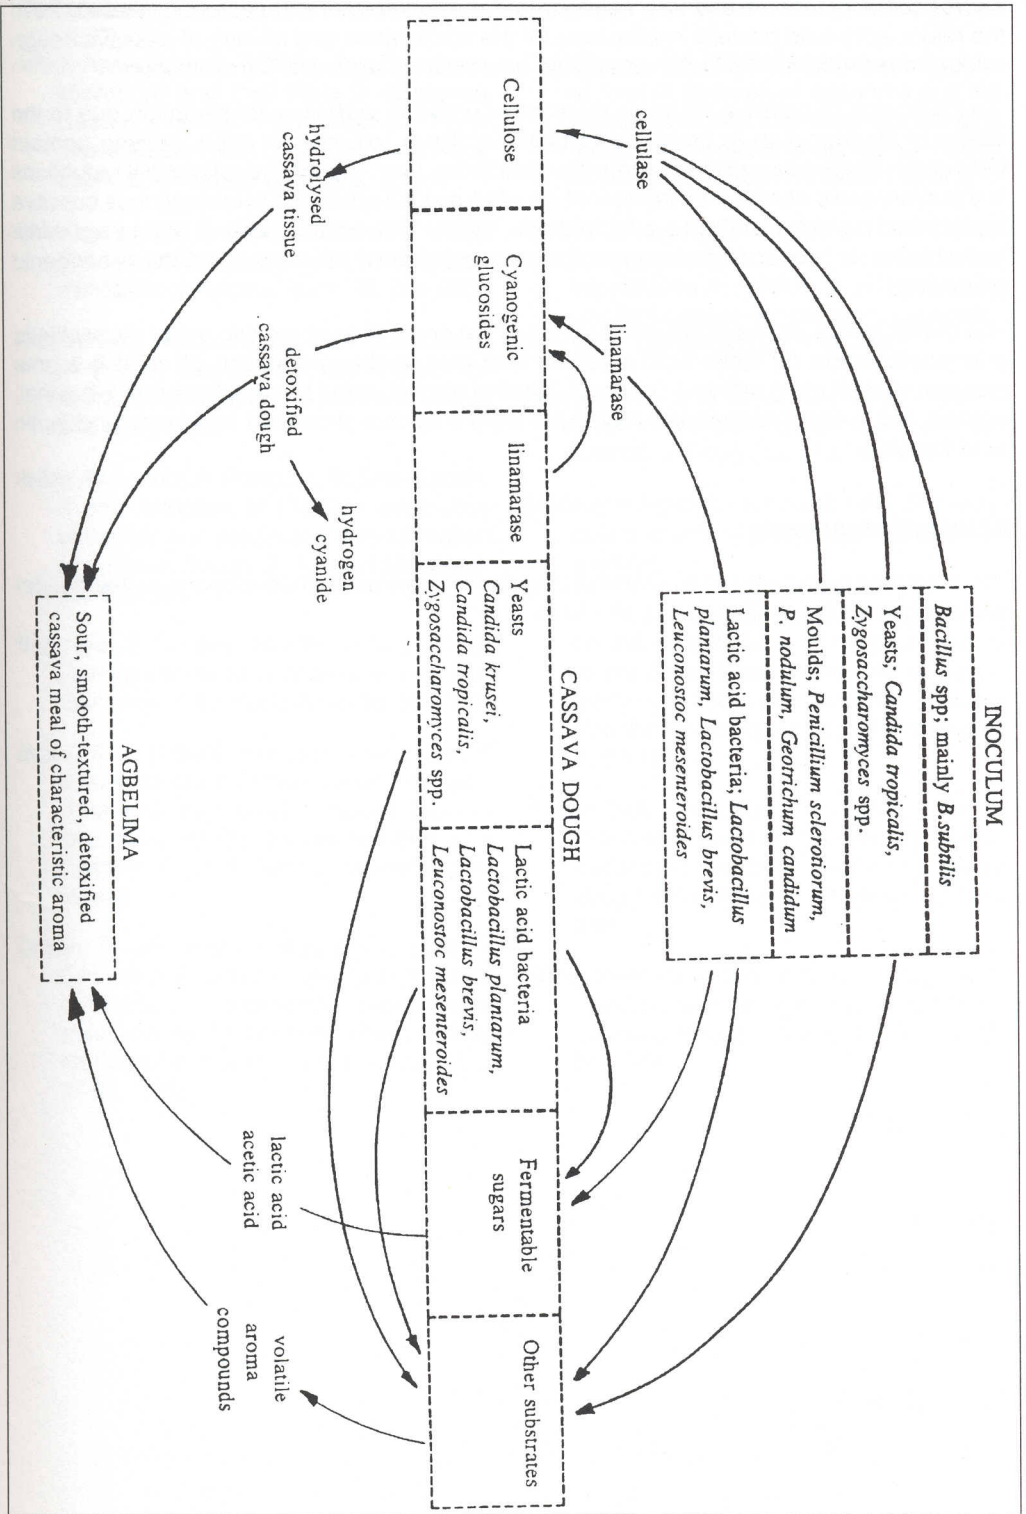 INOCULUM
Bacillus spp; mainly B.subtilis
Yeasts; Candida tropicalis,
Zygosaccharomyces spp.
Moulds; Penicillium sclerotiorum,
P. nodulum, Geotrichum candidum
Lactic acid bacteria; Lactobacillus
plantarum, Lactobacillus brevis,
Leuconostoc mesenteroides
cellulase
linamarase
CASSAVA DOUGH
Cellulose
Cyanogenic
glucosides
linamarase
Yeasts
Candida krusei,
Candida tropicalis,
Zygosaccharomyces spp.
Lactic acid bacteria
Lactobacillus plantarum,
Lactobacillus brevis,
Leuconostoc mesenteroides
Fermentable
sugars
Other substrates
hydrolysed
cassava tissue
detoxified
cassava dough
hydrogen
cyanide
lactic acid
acetic acid
volatile
aroma
compounds
AGBELIMA
Sour, smooth-textured, detoxified
cassava meal of characteristic aroma